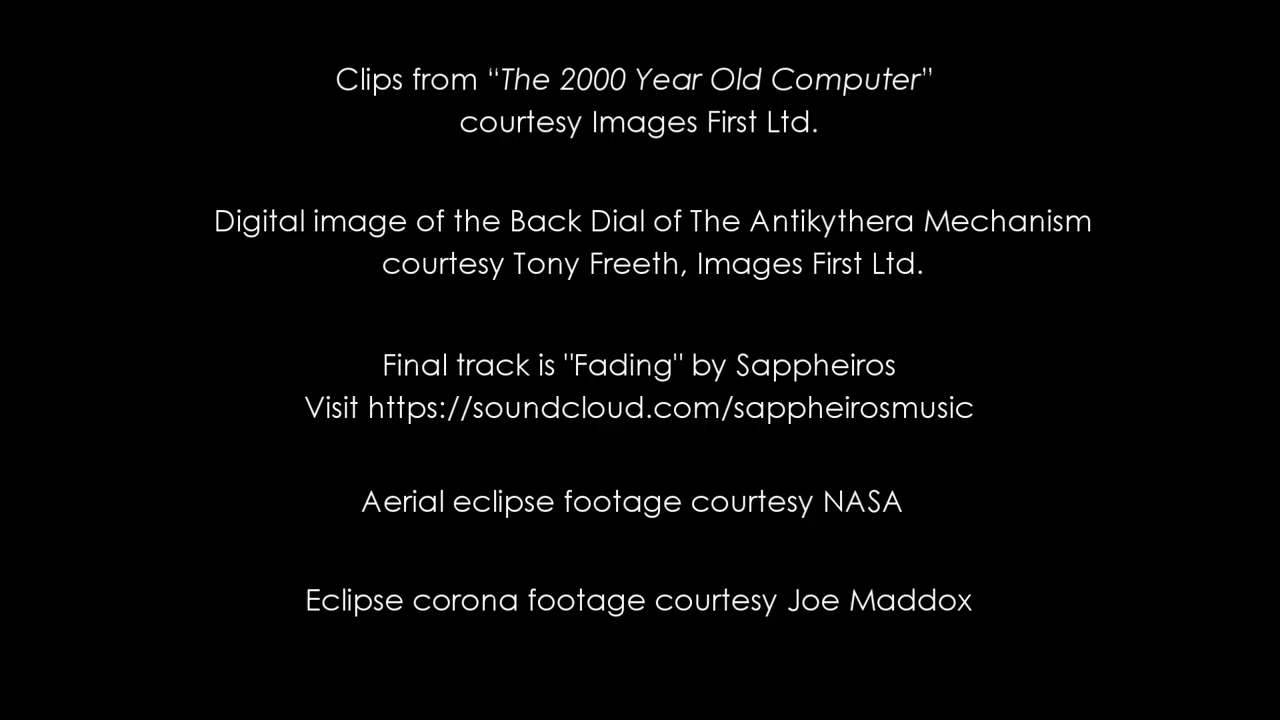 Clips from “The 2000 Year Old Computer”
courtesy Images First Ltd.
Digital image of the Back Dial of The Antikythera Mechanism
courtesy Tony Freeth, Images First Ltd.
Final track is "Fading" by Sappheiros
Visit https://soundcloud.com/sappheirosmusic
Aerial eclipse footage courtesy NASA
Eclipse corona footage courtesy Joe Maddox